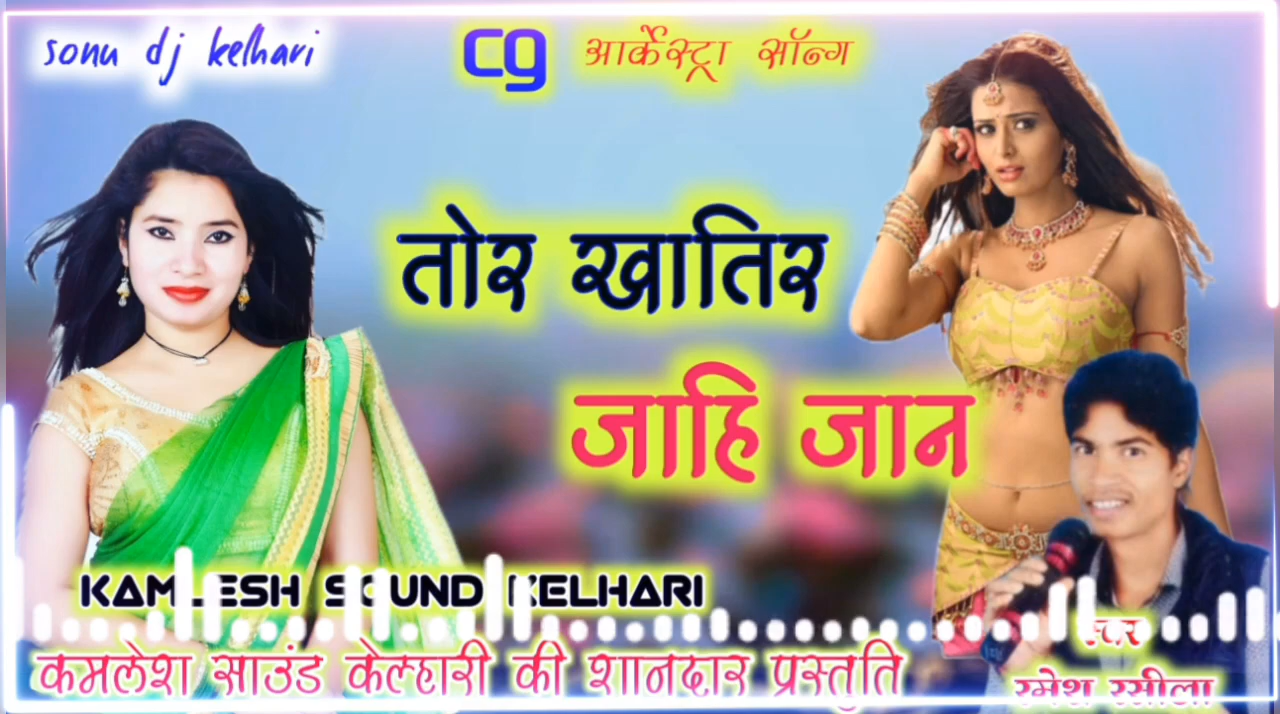 sonu dj kelhari
cg आर्केस्ट्रा सॉन्ग
तोर खातिर
जाहि जान
KAMLESH SOUND KELHARI
स्वर
कमलेश साउंड केल्हारी की शानदार प्रस्तुति
रमेश रसीला